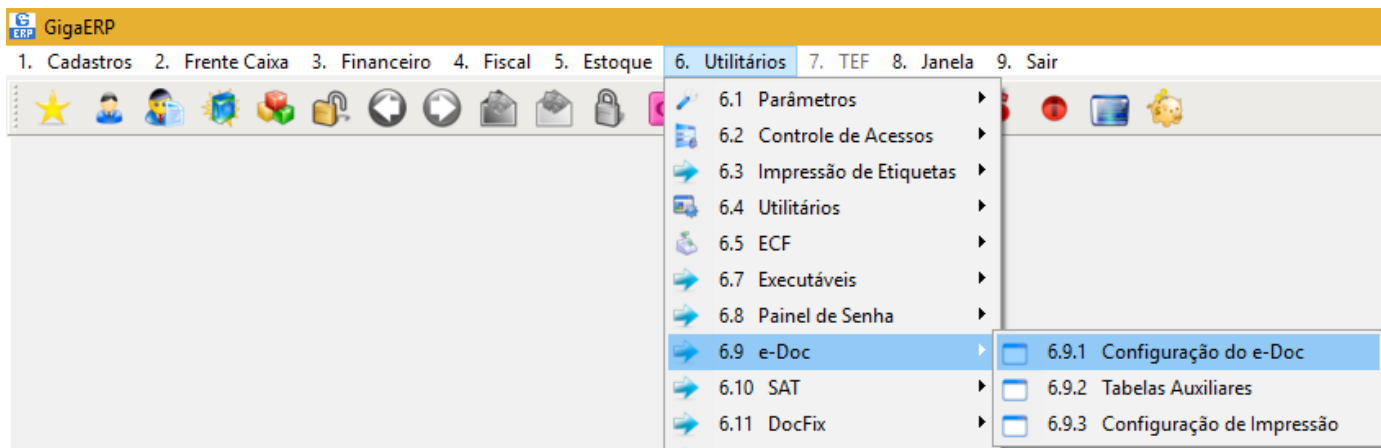 G
ERP
GigaERP
1. Cadastros 2. Frente Caixa 3. Financeiro 4. Fiscal 5. Estoque 6. Utilitários 7. TEF 8. Janela 9. Sair
6.1 Parâmetros
6.2 Controle de Acessos
6.3 Impressão de Etiquetas
6.4 Utilitários
6.5 ECF
6.7 Executáveis
6.8 Painel de Senha
6.9 e-Doc
6.9.1 Configuração do e-Doc
6.10 SAT
6.9.2 Tabelas Auxiliares
6.11 DocFix
6.9.3 Configuração de Impressão